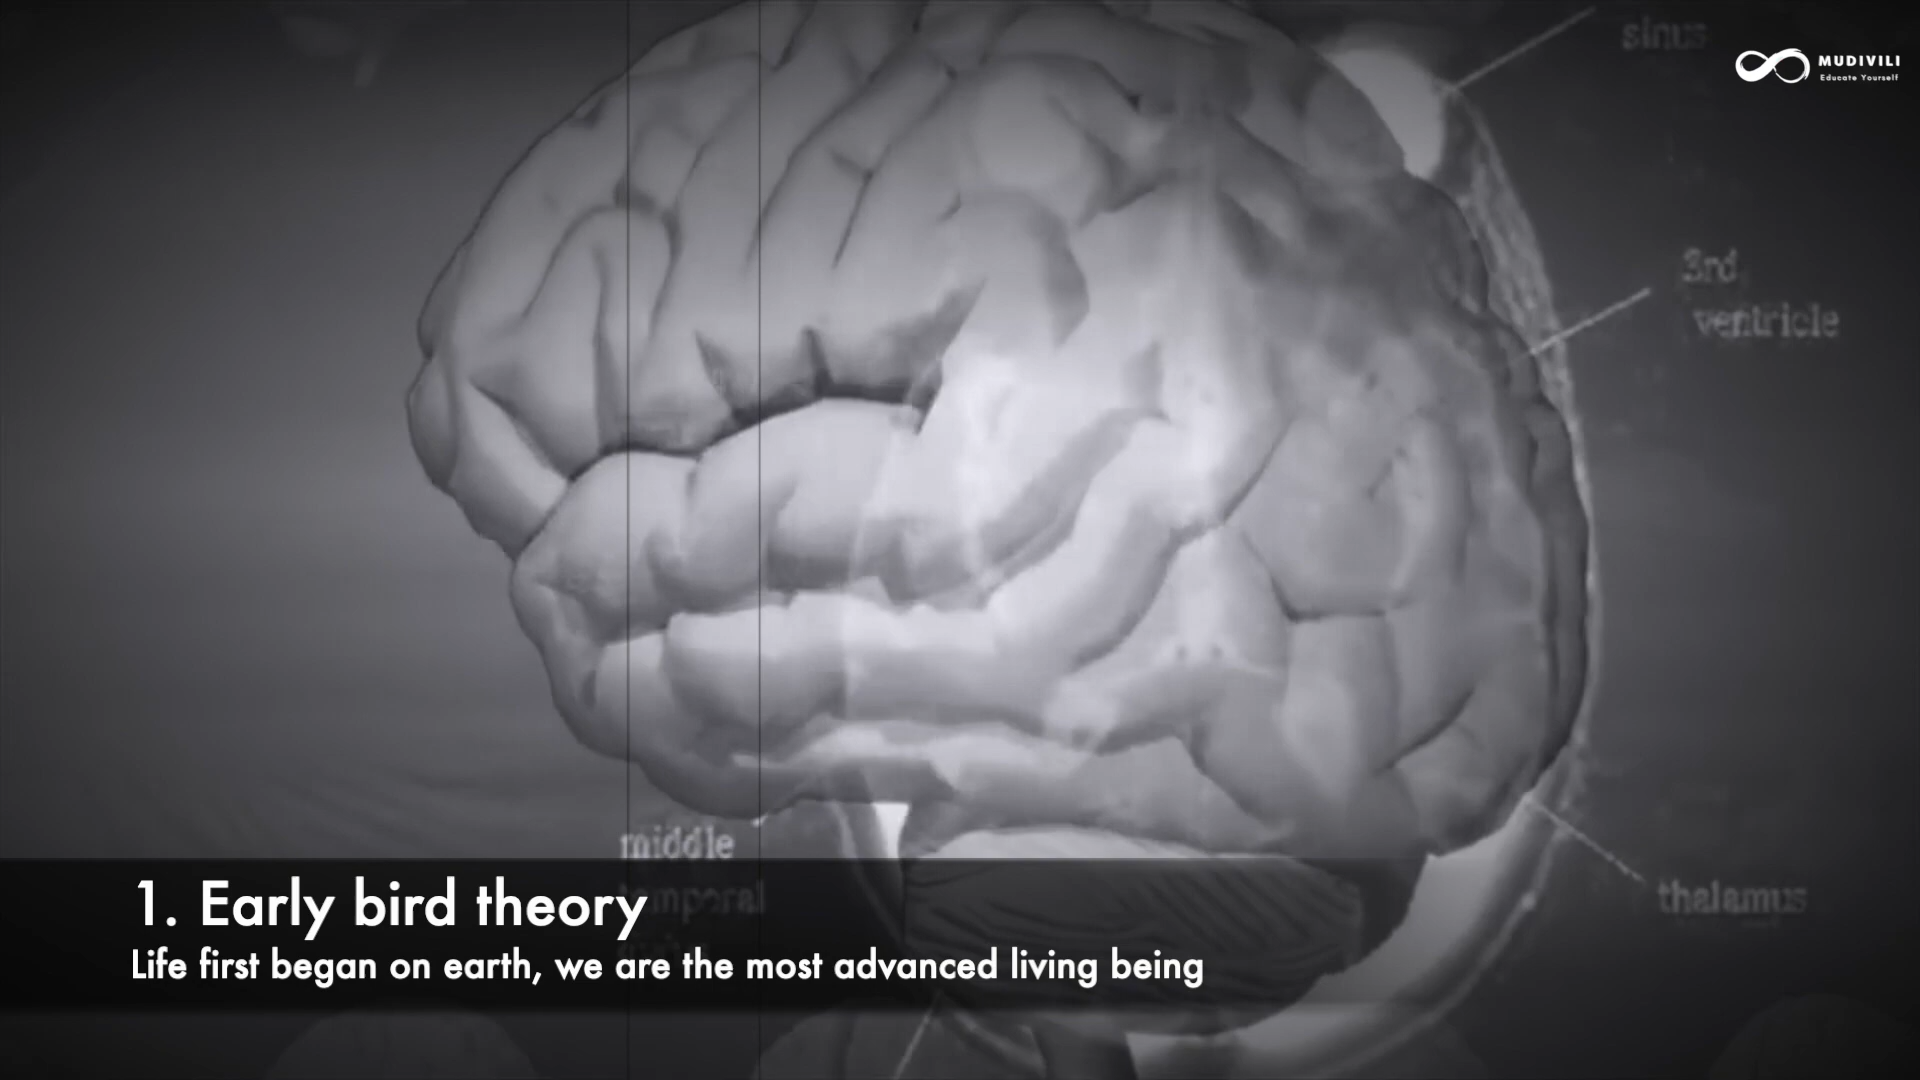 sinus
MUDIVILI
Educate Yourself
3rd
ventricle
middle
temporal
thalamus
1. Early bird theory
Life first began on earth, we are the most advanced living being